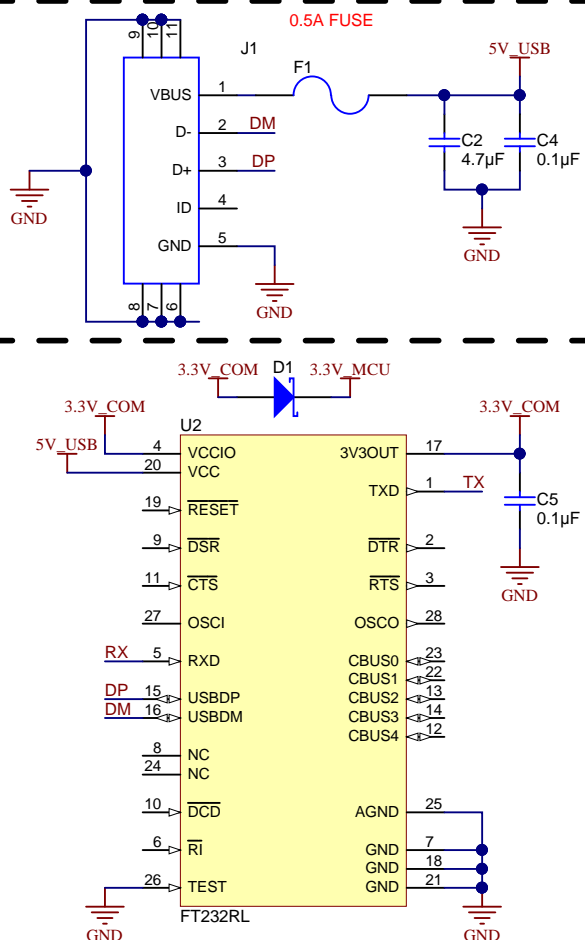 0.5A FUSE
9
10
11
J1
F1
5V_USB
VBUS 1
D- 2 DM
D+ 3 DP
ID 4
GND 5
C2
4.7µF
C4
0.1µF
GND
GND
GND
8
7
6
3.3V_COM D1 3.3V_MCU
3.3V_COM
3.3V_COM
5V_USB
U2
4 VCCIO
20 VCC
3V3OUT 17
TXD 1 TX
C5
0.1µF
19 RESET
9 DSR
DTR 2
11 CTS
RTS 3
GND
27 OSCI
OSCO 28
RX 5 RXD
CBUS0 23
CBUS1 22
DP 15 USBDP
CBUS2 13
DM 16 USBDM
CBUS3 14
CBUS4 12
8 NC
24 NC
10 DCD
AGND 25
6 RI
GND 7
GND 18
26 TEST
GND 21
FT232RL
GND
GND